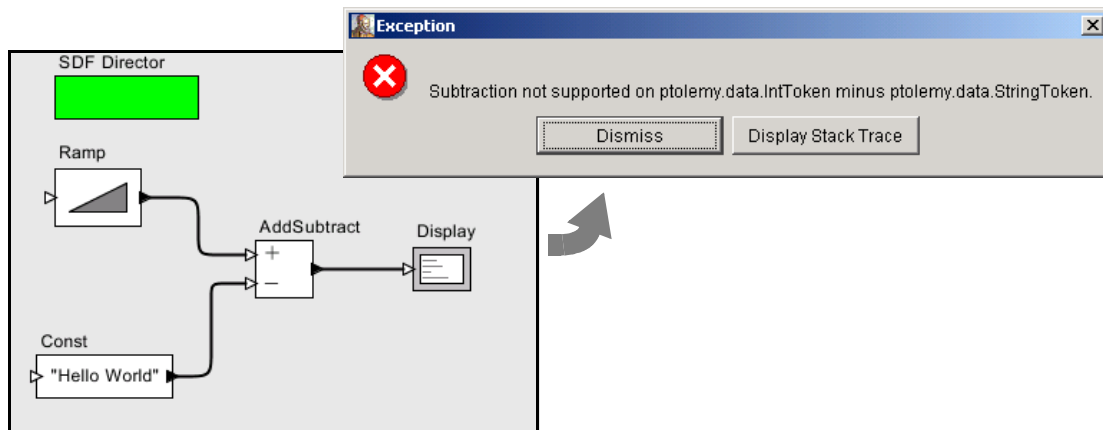 Exception
Subtraction not supported on ptolemy.data.IntToken minus ptolemy.data.StringToken.
Dismiss
Display Stack Trace
SDF Director
Ramp
AddSubtract
+
−
Display
Const
"Hello World"